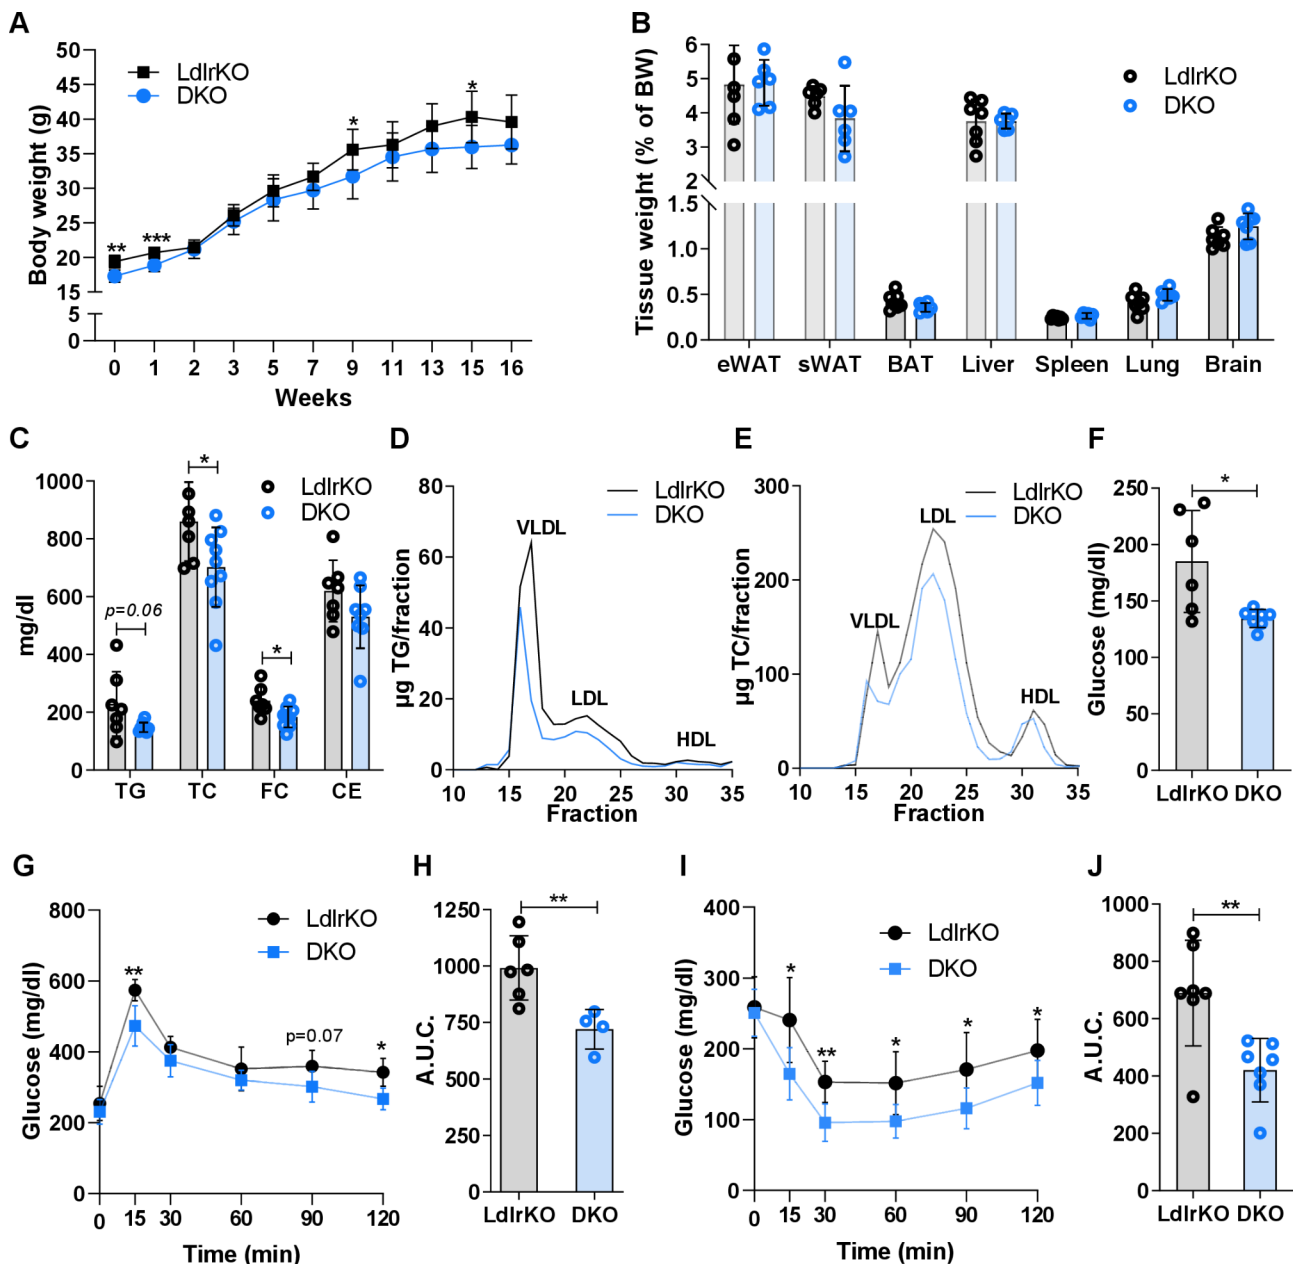 A
Body weight (g)
50
45
40
35
30
25
20
15
5
0
LdlrKO
DKO
**
***
*
*
0 1 2 3 5 7 9 11 13 15 16
Weeks
B
Tissue weight (% of BW)
6
5
4
3
2
1.5
1.0
0.5
0.0
LdlrKO
DKO
eWAT sWAT BAT Liver Spleen Lung Brain
C
mg/dl
1000
800
600
400
200
0
LdlrKO
DKO
p=0.06
*
*
TG TC FC CE
D
µg TG/fraction
80
60
40
20
0
LdlrKO
DKO
VLDL
LDL
HDL
10 15 20 25 30 35
Fraction
E
µg TC/fraction
300
200
100
0
LdlrKO
DKO
LDL
VLDL
HDL
10 15 20 25 30 35
Fraction
F
Glucose (mg/dl)
250
200
150
100
50
0
*
LdlrKO DKO
G
Glucose (mg/dl)
800
600
400
200
0
LdlrKO
DKO
**
p=0.07
*
0 15 30 60 90 120
Time (min)
H
A.U.C.
1250
1000
750
500
250
0
**
LdlrKO DKO
I
Glucose (mg/dl)
400
300
200
100
0
LdlrKO
DKO
*
**
*
*
*
0 15 30 60 90 120
Time (min)
J
A.U.C.
1000
800
600
400
200
0
**
LdlrKO DKO